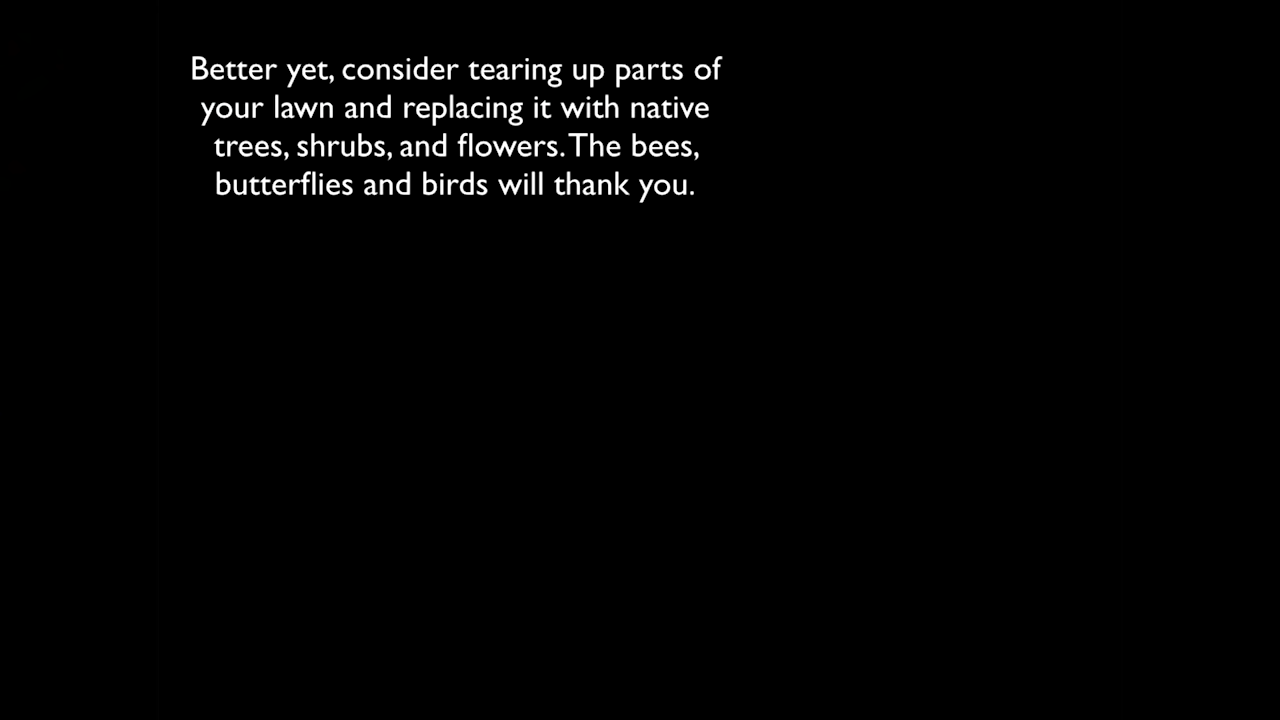 Better yet, consider tearing up parts of
your lawn and replacing it with native
trees, shrubs, and flowers. The bees,
butterflies and birds will thank you.